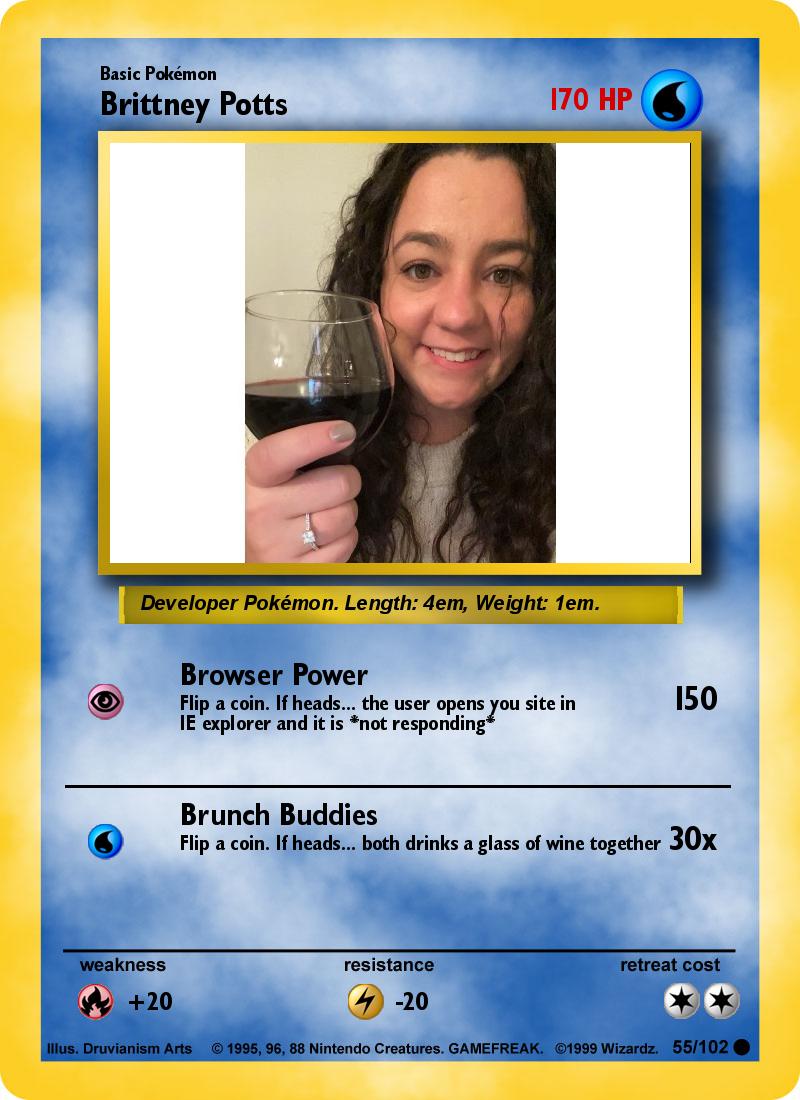 Basic Pokémon
Brittney Potts
170 HP
Developer Pokémon. Length: 4em, Weight: 1em.
Browser Power
Flip a coin. If heads... the user opens you site in
IE explorer and it is *not responding*
150
Brunch Buddies
Flip a coin. If heads... both drinks a glass of wine together
30x
weakness
resistance
retreat cost
+20
-20
Illus. Druvianism Arts © 1995, 96, 88 Nintendo Creatures. GAMEFREAK. ©1999 Wizardz. 55/102